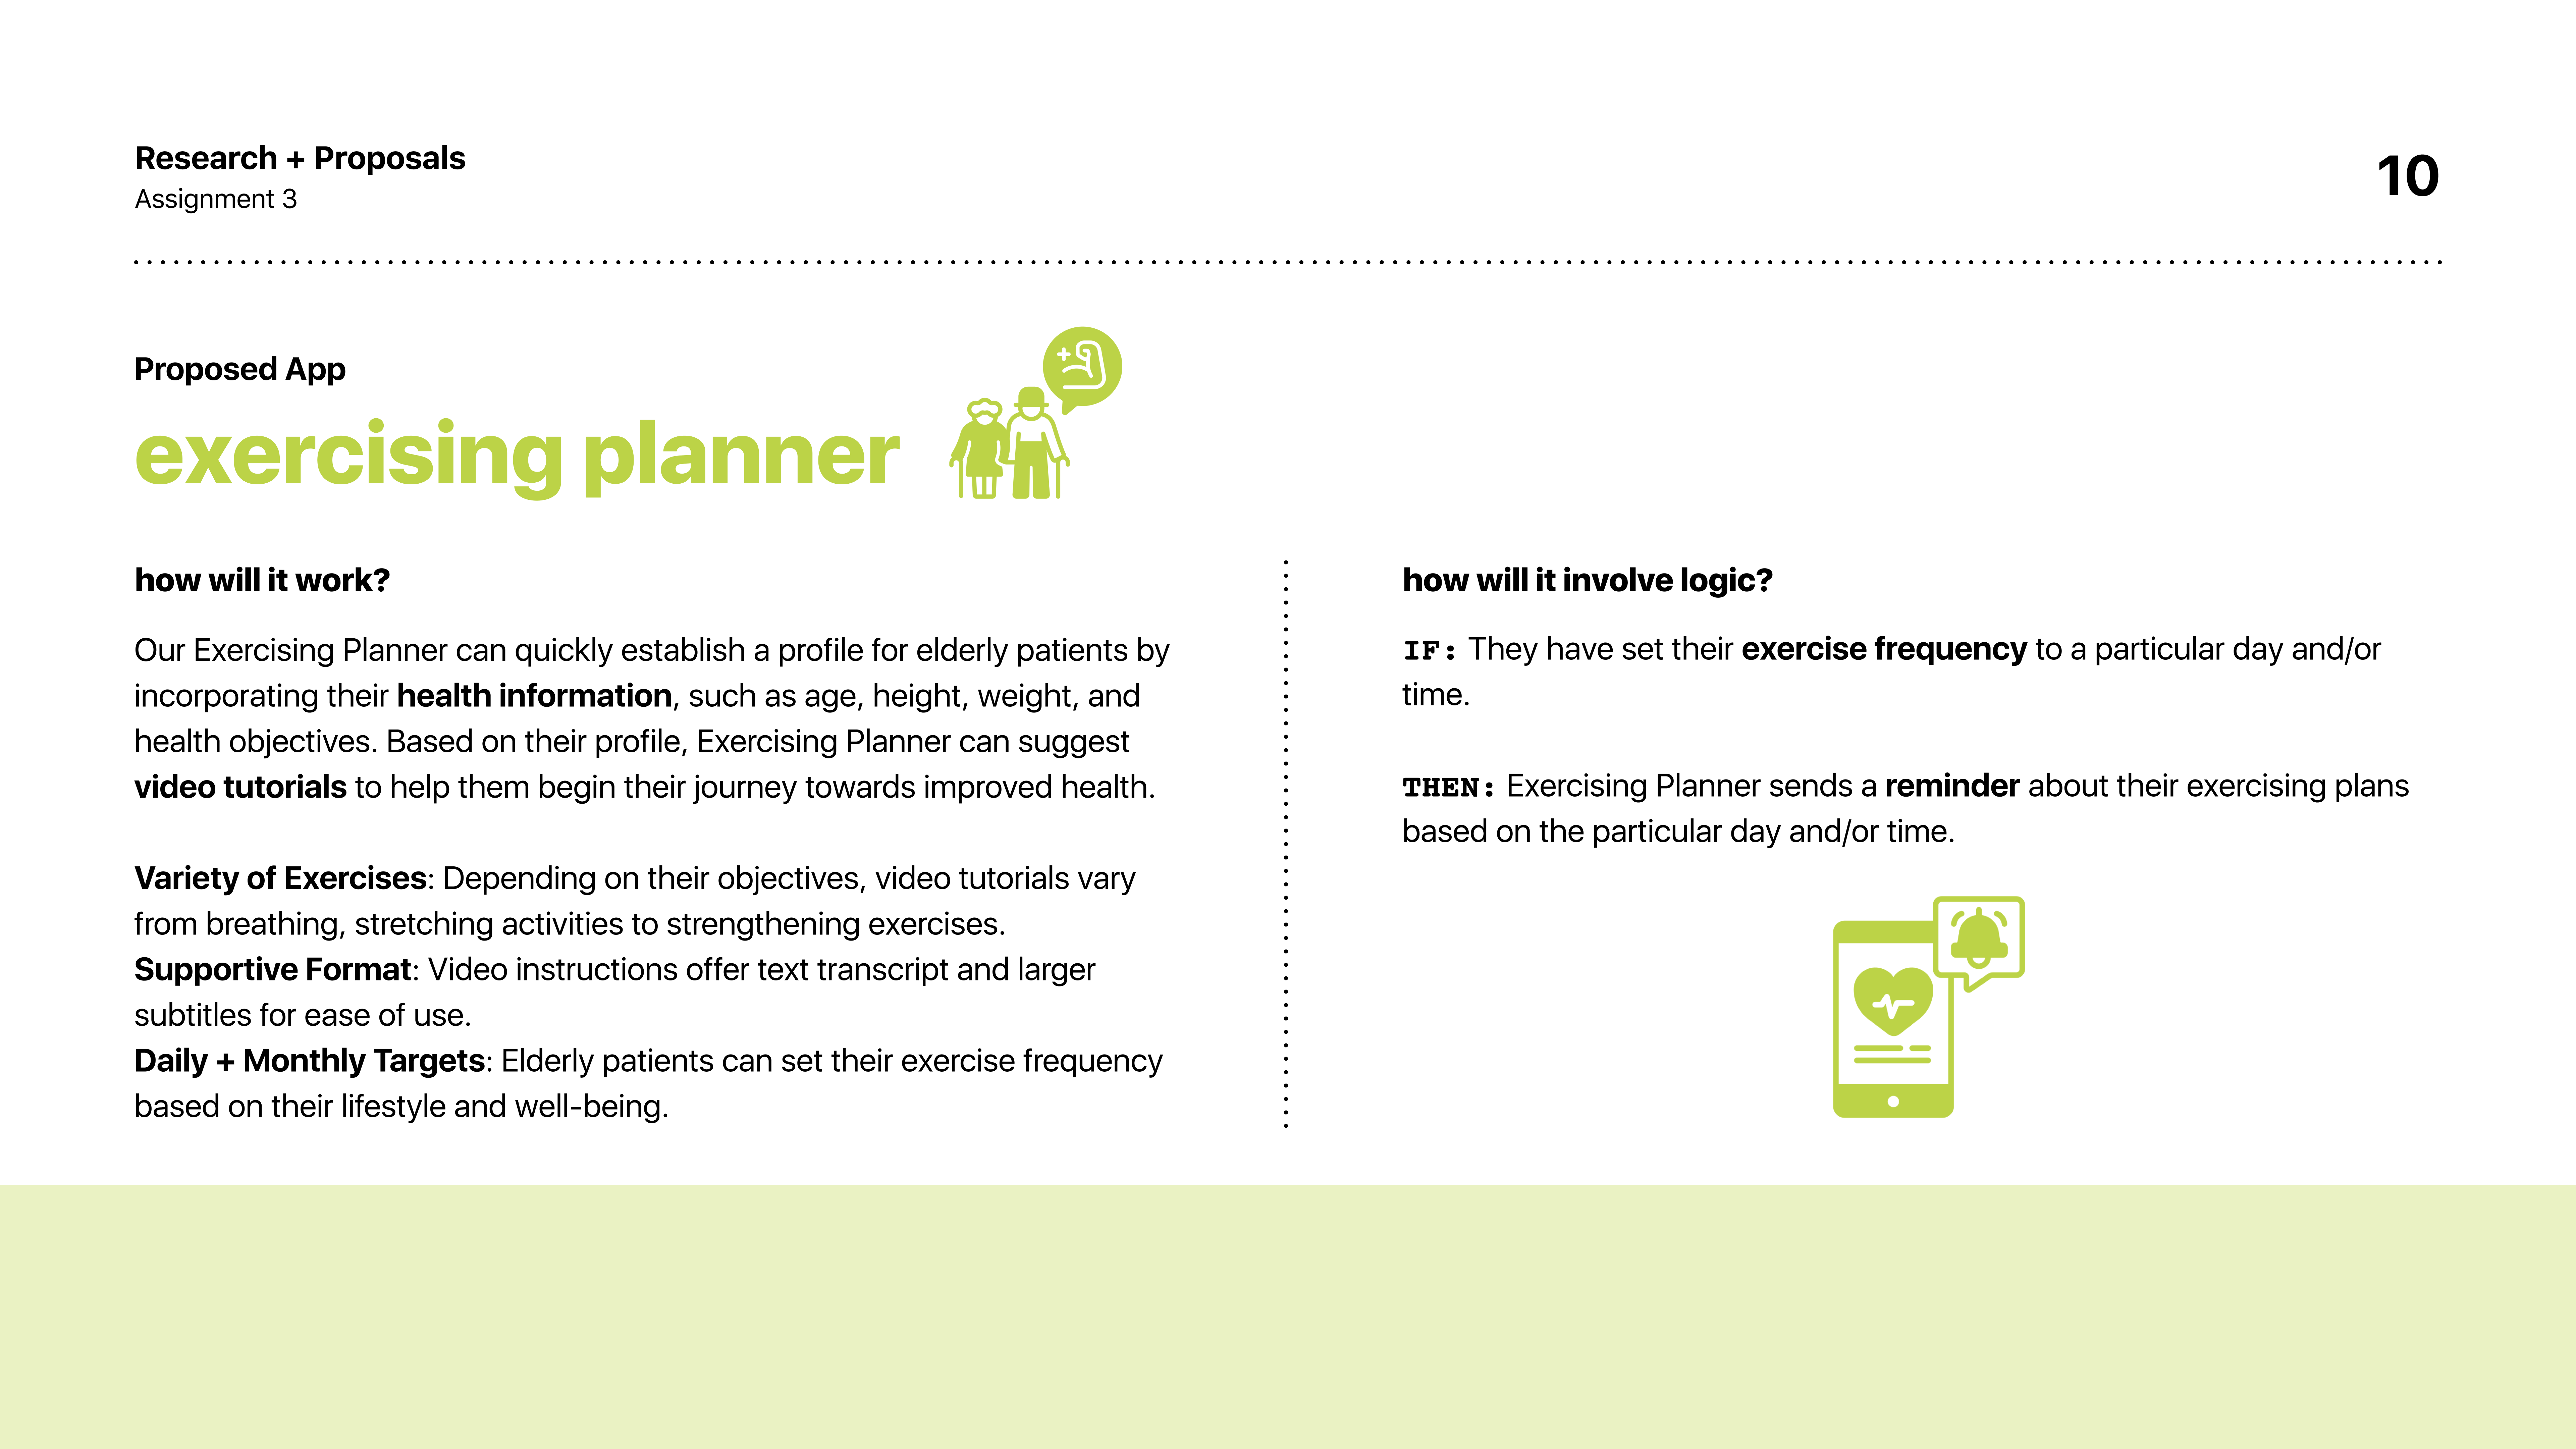 Research + Proposals
Assignment 3
10
Proposed App
exercising planner
how will it work?
Our Exercising Planner can quickly establish a profile for elderly patients by
incorporating their health information, such as age, height, weight, and
health objectives. Based on their profile, Exercising Planner can suggest
video tutorials to help them begin their journey towards improved health.
Variety of Exercises: Depending on their objectives, video tutorials vary
from breathing, stretching activities to strengthening exercises.
Supportive Format: Video instructions offer text transcript and larger
subtitles for ease of use.
Daily + Monthly Targets: Elderly patients can set their exercise frequency
based on their lifestyle and well-being.
how will it involve logic?
IF: They have set their exercise frequency to a particular day and/or
time.
THEN: Exercising Planner sends a reminder about their exercising plans
based on the particular day and/or time.